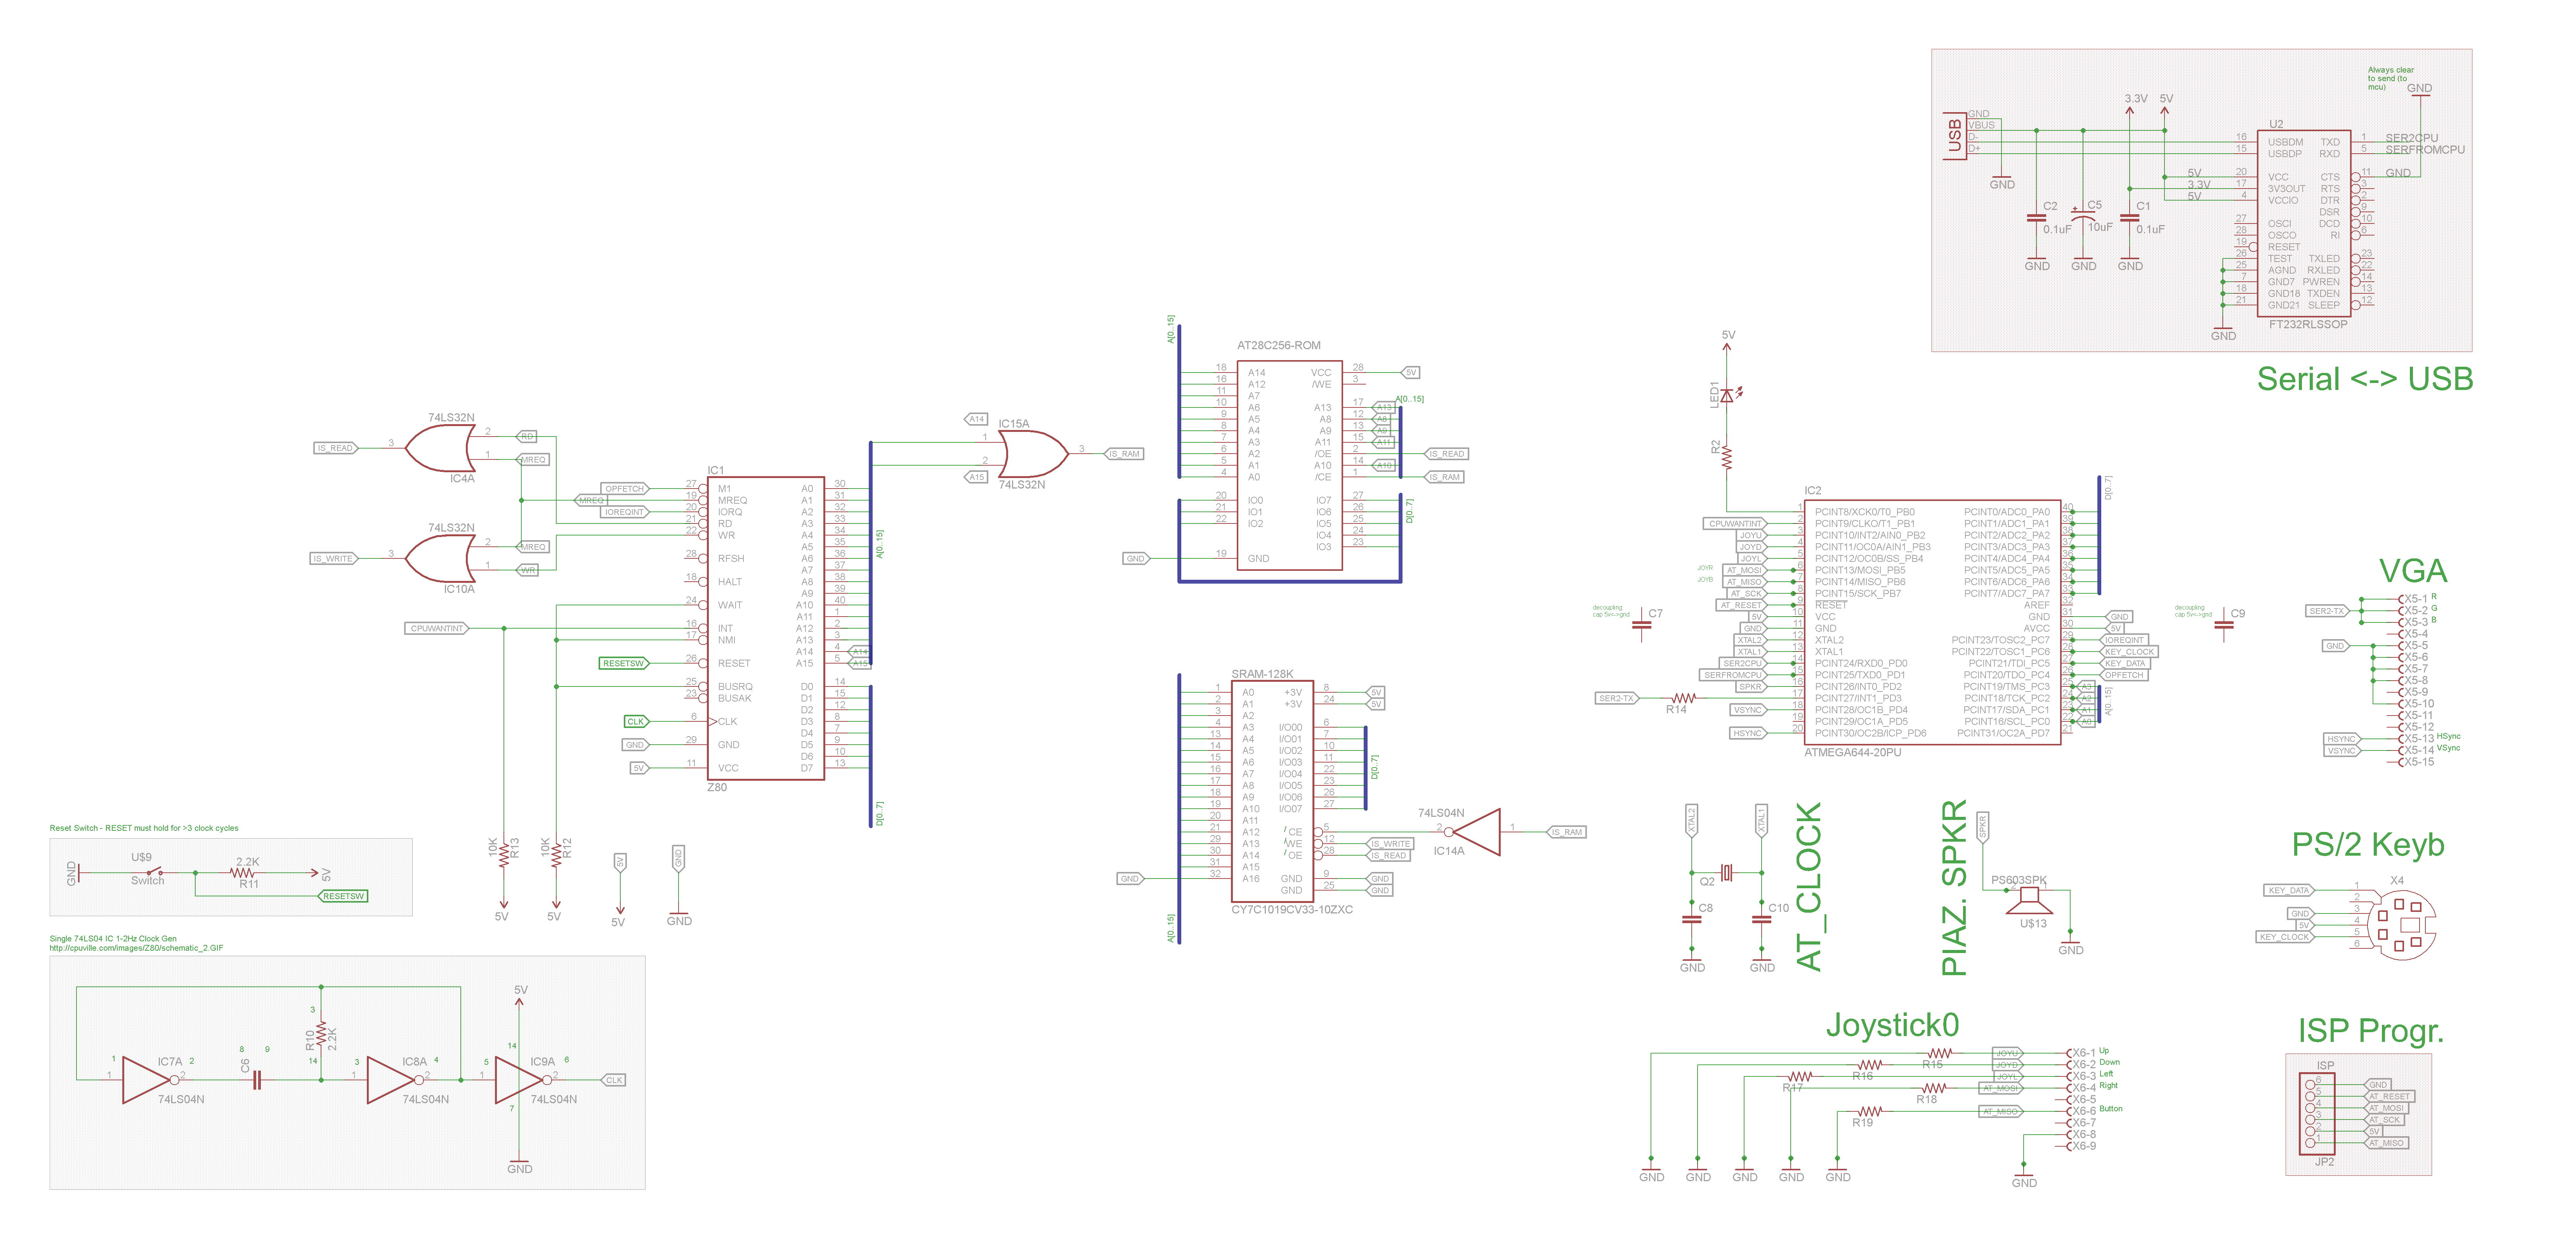 Always clear
to send (to
mcu)
GND
3.3V
5V
USB
GND
VBUS
D-
D+
GND
C2
0.1uF
C5
10uF
C1
0.1uF
GND
GND
GND
U2
16 USBDM TXD 1 SER2CPU
15 USBDP RXD 5 SERFROMCPU
5V 20 VCC CTS 11 GND
3.3V 17 3V3OUT RTS 3
5V 4 VCCIO DTR 2
DSR 9
27 OSCI DCD 10
28 OSCO RI 6
19 RESET
26 TEST TXLED 23
25 AGND RXLED 22
7 GND7 PWREN 14
18 GND18 TXDEN 13
21 GND21 SLEEP 12
GND
FT232RLSSOP
Serial <-> USB
74LS32N
IS_READ 3
2 RD
1 MREQ
IC4A
74LS32N
IS_WRITE 3
2 MREQ
1 WR
IC10A
IC1
OPFETCH 27 M1 A0 30
MREQ 19 MREQ A1 31
IOREQINT 20 IORQ A2 32
21 RD A3 33
22 WR A4 34
A5 35
28 RFSH A6 36
A7 37
18 HALT A8 38
A9 39
24 WAIT A10 40
A11 1
CPUWANTINT 16 INT A12 2
17 NMI A13 3
A14 4 A14
RESETSW 26 RESET A15 5 A15
25 BUSRQ D0 14
23 BUSAK D1 15
D2 12
CLK 6 CLK D3 8
D4 7
GND 29 GND D5 9
D6 10
5V 11 VCC D7 13
Z80
A[0..15]
D[0..7]
10K
R13
10K
R12
5V
5V
5V
5V
GND
GND
A14
IC15A
1
2
3 IS_RAM
A15
74LS32N
A[0..15]
AT28C256-ROM
18 A14 VCC 28 5V
16 A12 /WE 3
11 A7
10 A6 A13 17 A13
9 A5 A8 12 A8
8 A4 A9 13 A9
7 A3 A11 15 A11
6 A2 /OE 2 IS_READ
5 A1 A10 14 A10
4 A0 /CE 1 IS_RAM
20 IO0 IO7 27
21 IO1 IO6 26
22 IO2 IO5 25
IO4 24
IO3 23
GND 19 GND
A[0..15]
D[0..7]
SRAM-128K
1 A0 +3V 8 5V
2 A1 +3V 24 5V
3 A2
4 A3 I/O00 6
13 A4 I/O01 7
14 A5 I/O02 10
15 A6 I/O03 11
16 A7 I/O04 22
17 A8 I/O05 23
18 A9 I/O06 26
19 A10 I/O07 27
20 A11
21 A12 /CE 5
29 A13 /WE 12 IS_WRITE
30 A14 /OE 28 IS_READ
31 A15
GND 32 A16 GND 9 GND
GND 25 GND
CY7C1019CV33-10ZXC
D[0..7]
A[0..15]
74LS04N
2
1 IS_RAM
IC14A
5V
LED1
R2
IC2
1 PCINT8/XCK0/T0_PB0 PCINT0/ADC0_PA0 40
CPUWANTINT 2 PCINT9/CLKO/T1_PB1 PCINT1/ADC1_PA1 39
JOYU 3 PCINT10/INT2/AIN0_PB2 PCINT2/ADC2_PA2 38
JOYD 4 PCINT11/OC0A/AIN1_PB3 PCINT3/ADC3_PA3 37
JOYL 5 PCINT12/OC0B/SS_PB4 PCINT4/ADC4_PA4 36
JOYR AT_MOSI 6 PCINT13/MOSI_PB5 PCINT5/ADC5_PA5 35
JOYB AT_MISO 7 PCINT14/MISO_PB6 PCINT6/ADC6_PA6 34
AT_SCK 8 PCINT15/SCK_PB7 PCINT7/ADC7_PA7 33
AT_RESET 9 RESET AREF 32
5V 10 VCC GND 31 GND
GND 11 GND AVCC 30 5V
XTAL2 12 XTAL2 PCINT23/TOSC2_PC7 29 IOREQINT
XTAL1 13 XTAL1 PCINT22/TOSC1_PC6 28 KEY_CLOCK
SER2CPU 14 PCINT24/RXD0_PD0 PCINT21/TDI_PC5 27 KEY_DATA
SERFROMCPU 15 PCINT25/TXD0_PD1 PCINT20/TDO_PC4 26 OPFETCH
SPKR 16 PCINT26/INT0_PD2 PCINT19/TMS_PC3 25 A3
SER2-TX R14 17 PCINT27/INT1_PD3 PCINT18/TCK_PC2 24 A2
VSYNC 18 PCINT28/OC1B_PD4 PCINT17/SDA_PC1 23 A1
19 PCINT29/OC1A_PD5 PCINT16/SCL_PC0 22 A0
HSYNC 20 PCINT30/OC2B/ICP_PD6 PCINT31/OC2A_PD7 21
ATMEGA644-20PU
D[0..7]
A[0..15]
decoupling
cap 5v<->gnd
C7
decoupling
cap 5v<->gnd
C9
VGA
X5-1 R
SER2-TX X5-2 G
X5-3 B
X5-4
GND X5-5
X5-6
X5-7
X5-8
X5-9
X5-10
X5-11
X5-12
HSYNC X5-13 HSync
VSYNC X5-14 VSync
X5-15
Reset Switch - RESET must hold for >3 clock cycles
GND
U$9
Switch
2.2K
R11
5V
RESETSW
Single 74LS04 IC 1-2Hz Clock Gen
http://cpuville.com/images/Z80/schematic_2.GIF
1 1 IC7A 2 2
74LS04N
8 C6 9
3
R10
2.2K
14
3 1 IC8A 4 2
74LS04N
5V
14
5 1 IC9A 6 2
74LS04N
7
GND
CLK
XTAL2
XTAL1
Q2
C8
C10
GND
GND
AT_CLOCK
PIAZ. SPKR
SPKR
PS603SPK
2
1
U$13
GND
PS/2 Keyb
X4
KEY_DATA 1
2
GND 3
5V 4
KEY_CLOCK 5
6
Joystick0
R15 JOYU X6-1 Up
R16 JOYD X6-2 Down
R17 JOYL X6-3 Left
R18 AT_MOSI X6-4 Right
X6-5
R19 AT_MISO X6-6 Button
X6-7
X6-8
X6-9
GND
GND
GND
GND
GND
GND
ISP Progr.
ISP
6 GND
5 AT_RESET
4 AT_MOSI
3 AT_SCK
2 5V
1 AT_MISO
JP2